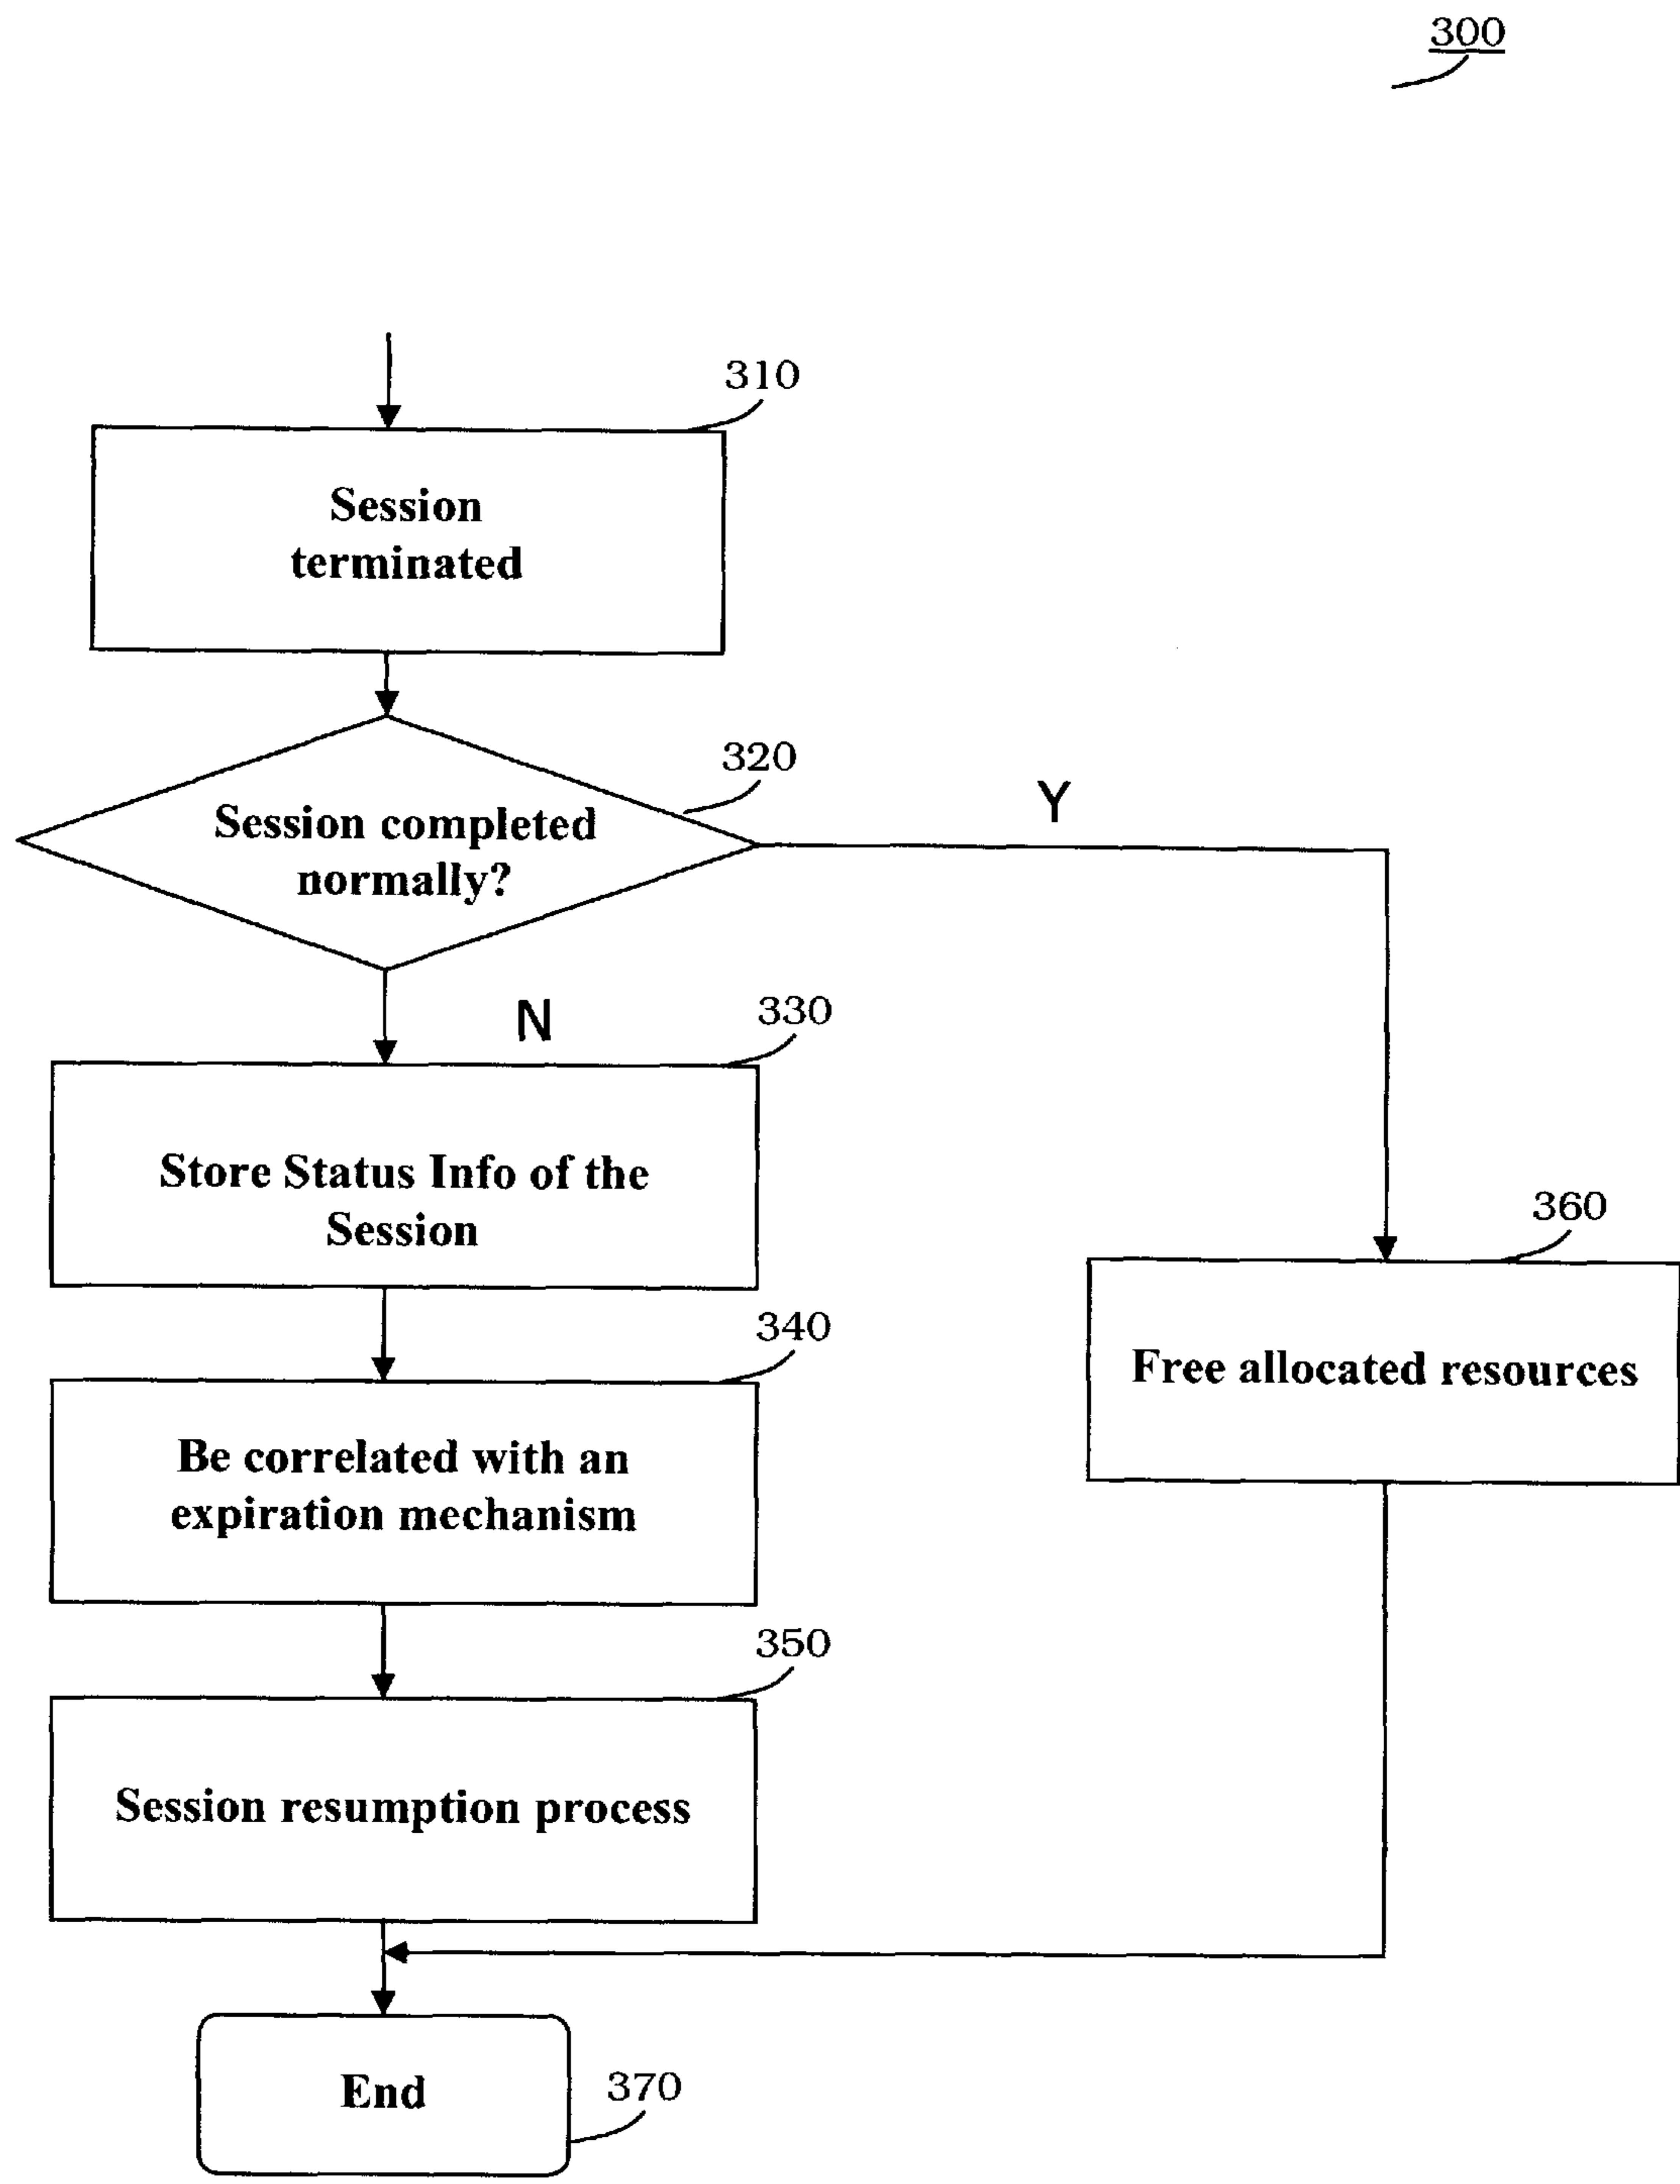 300
310
Session
terminated
320
Session completed
normally?
Y
N
330
Store Status Info of the
Session
360
Free allocated resources
340
Be correlated with an
expiration mechanism
350
Session resumption process
End
370